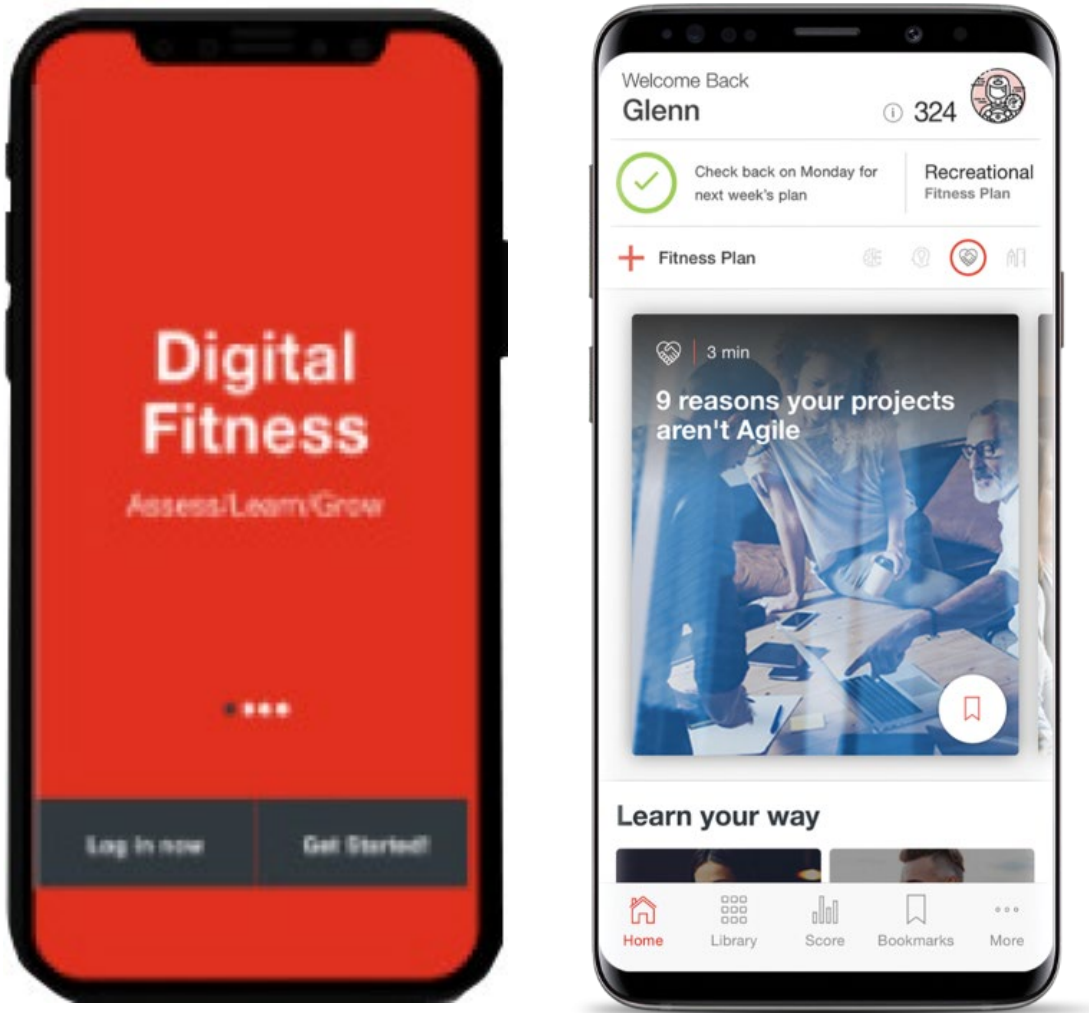 Digital
Fitness
Assess/Learn/Grow
Log in now
Get Started!
Welcome Back
Glenn
324
Check back on Monday for
next week's plan
Recreational
Fitness Plan
Fitness Plan
3 min
9 reasons your projects
aren't Agile
Learn your way
Home
Library
Score
Bookmarks
More